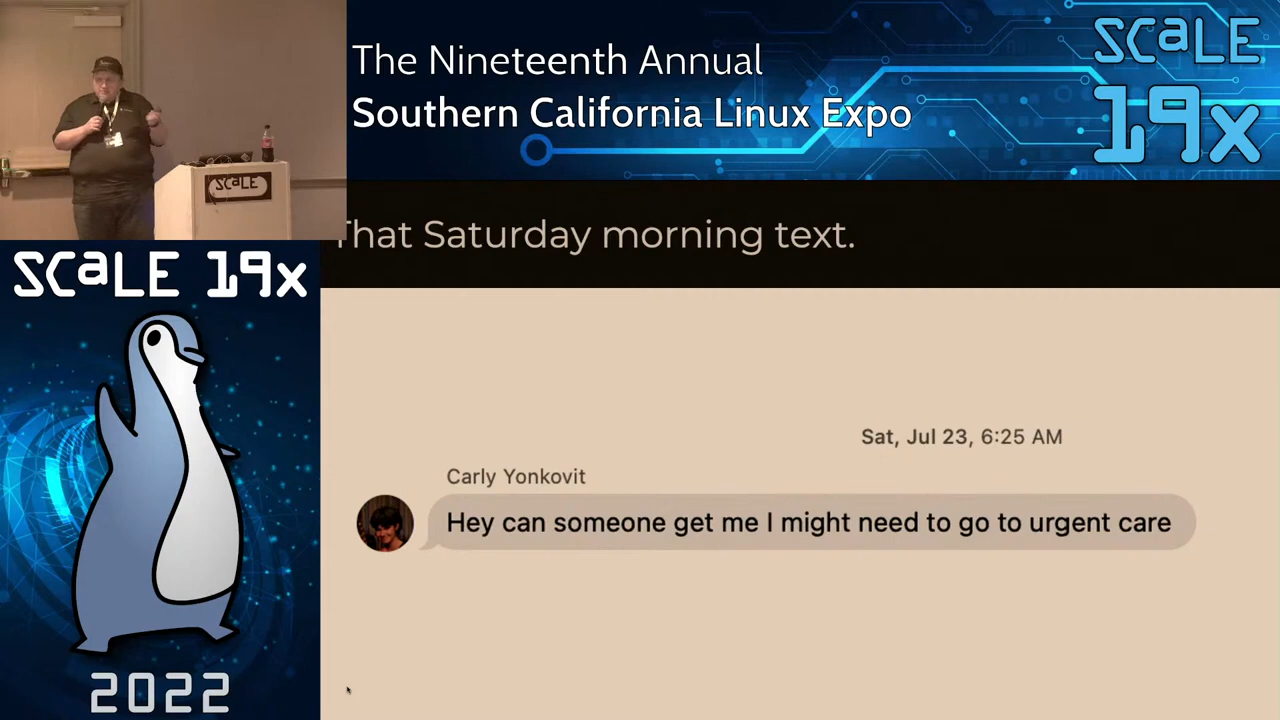 The Nineteenth Annual
Southern California Linux Expo
SCaLE
19x
SCaLE
That Saturday morning text.
SCaLE 19x
Sat, Jul 23, 6:25 AM
Carly Yonkovit
Hey can someone get me I might need to go to urgent care
2022